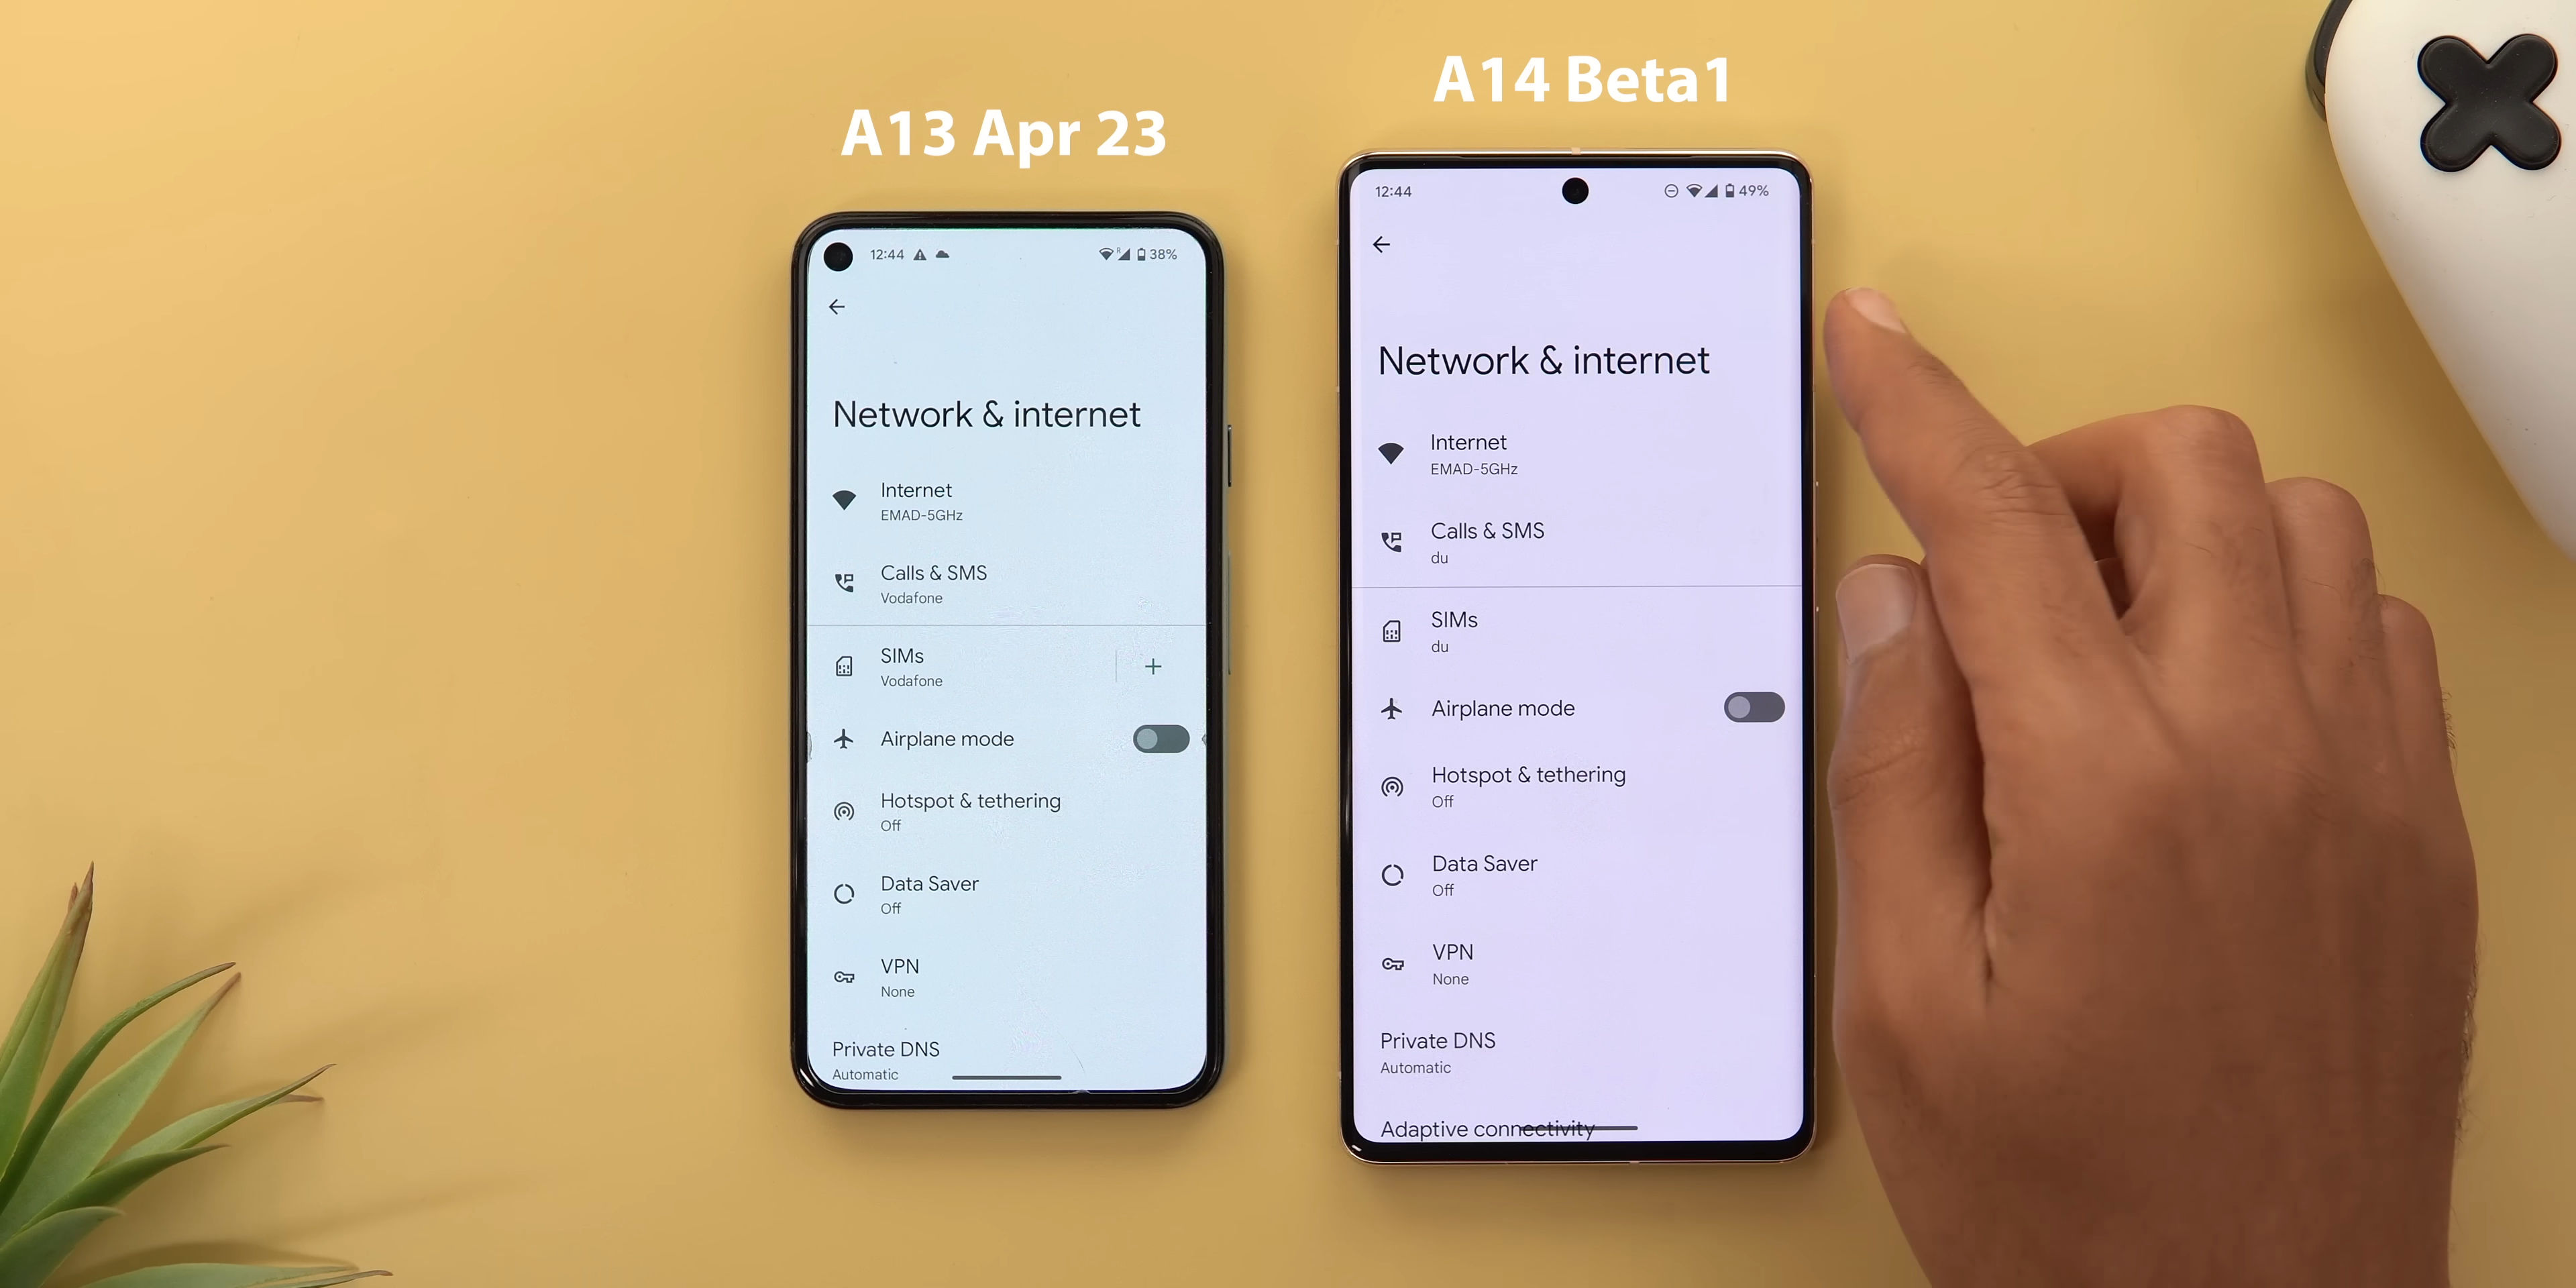 A13 Apr 23
12:44
38%
Network & internet
Internet
EMAD-5GHz
Calls & SMS
Vodafone
SIMs
Vodafone
Airplane mode
Hotspot & tethering
Off
Data Saver
Off
VPN
None
Private DNS
Automatic
A14 Beta1
12:44
49%
Network & internet
Internet
EMAD-5GHz
Calls & SMS
du
SIMs
du
Airplane mode
Hotspot & tethering
Off
Data Saver
Off
VPN
None
Private DNS
Automatic
Adaptive connectivity